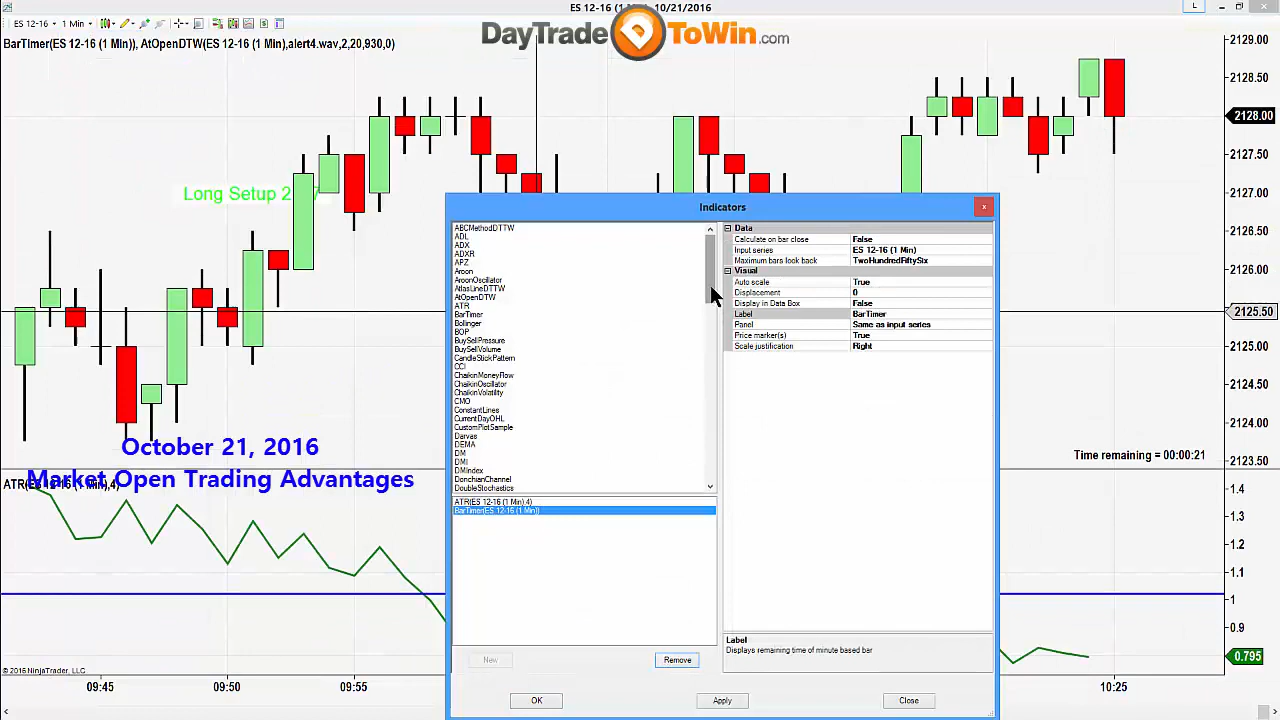 ES 12-16 (1 Min) 10/21/2016
L
ES 12-16
1 Min
DayTradeToWin.com
BarTimer(ES 12-16 (1 Min)), AtOpenDTW(ES 12-16 (1 Min),alert4.wav,2,20,930,0)
2129.00
2128.50
2128.00
2127.50
2127.00
2126.50
2126.00
2125.50
2125.00
2124.50
2124.00
2123.50
Long Setup 2
7
Indicators
ABCMethodDTTW
ADL
ADX
ADXR
APZ
Aroon
AroonOscillator
AtlasLineDTTW
AtOpenDTW
ATR
BarTimer
Bollinger
BOP
BuySellPressure
BuySellVolume
CandleStickPattern
CCI
ChaikinMoneyFlow
ChaikinOscillator
ChaikinVolatility
CMO
ConstantLines
CurrentDayOHL
CustomPlotSample
Darvas
DEMA
DM
DMI
DMIndex
DonchianChannel
DoubleStochastics
ATR(ES 12-16 (1 Min),4)
BarTimer(ES 12-16 (1 Min))
New
Remove
Data
Calculate on bar close False
Input series ES 12-16 (1 Min)
Maximum bars look back TwoHundredFiftySix
Visual
Auto scale True
Displacement 0
Display in Data Box False
Label BarTimer
Panel Same as input series
Price marker(s) True
Scale justification Right
Label
Displays remaining time of minute based bar
OK
Apply
Close
Time remaining = 00:00:21
October 21, 2016
Market Open Trading Advantages
ATR(ES 12-16 (1 Min),4)
1.4
1.3
1.2
1.1
1
0.9
0.795
© 2016 NinjaTrader, LLC
09:45
09:50
09:55
10:25